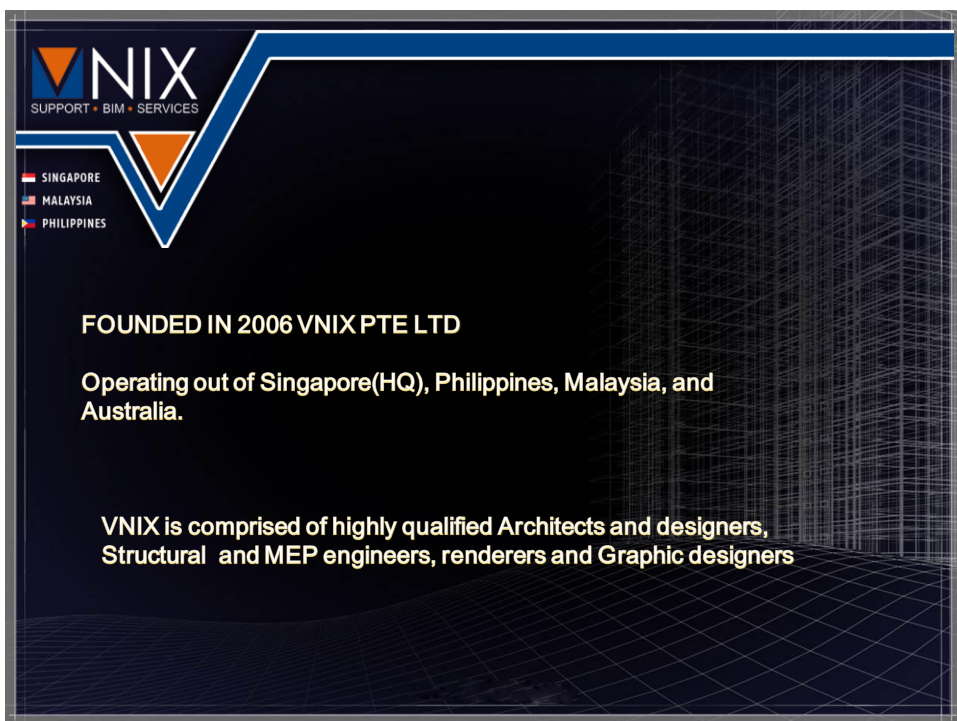 VNIX
SUPPORT • BIM • SERVICES
SINGAPORE
MALAYSIA
PHILIPPINES
FOUNDED IN 2006 VNIX PTE LTD
Operating out of Singapore(HQ), Philippines, Malaysia, and
Australia.
VNIX is comprised of highly qualified Architects and designers,
Structural and MEP engineers, renderers and Graphic designers